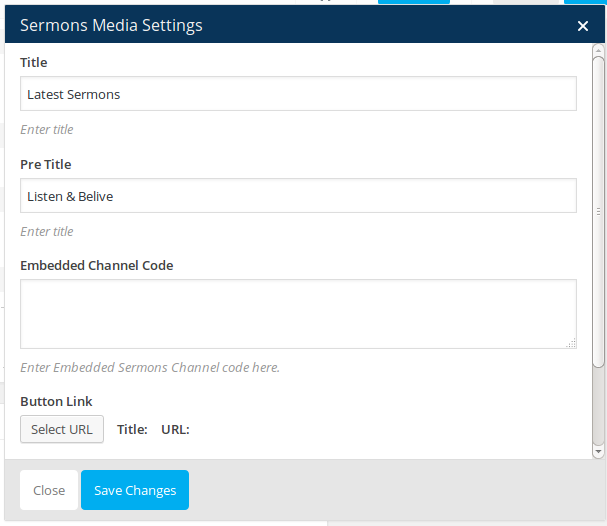 Sermons Media Settings
Title
Latest Sermons
Enter title
Pre Title
Listen & Belive
Enter title
Embedded Channel Code
Enter Embedded Sermons Channel code here.
Button Link
Select URL Title: URL:
Close Save Changes